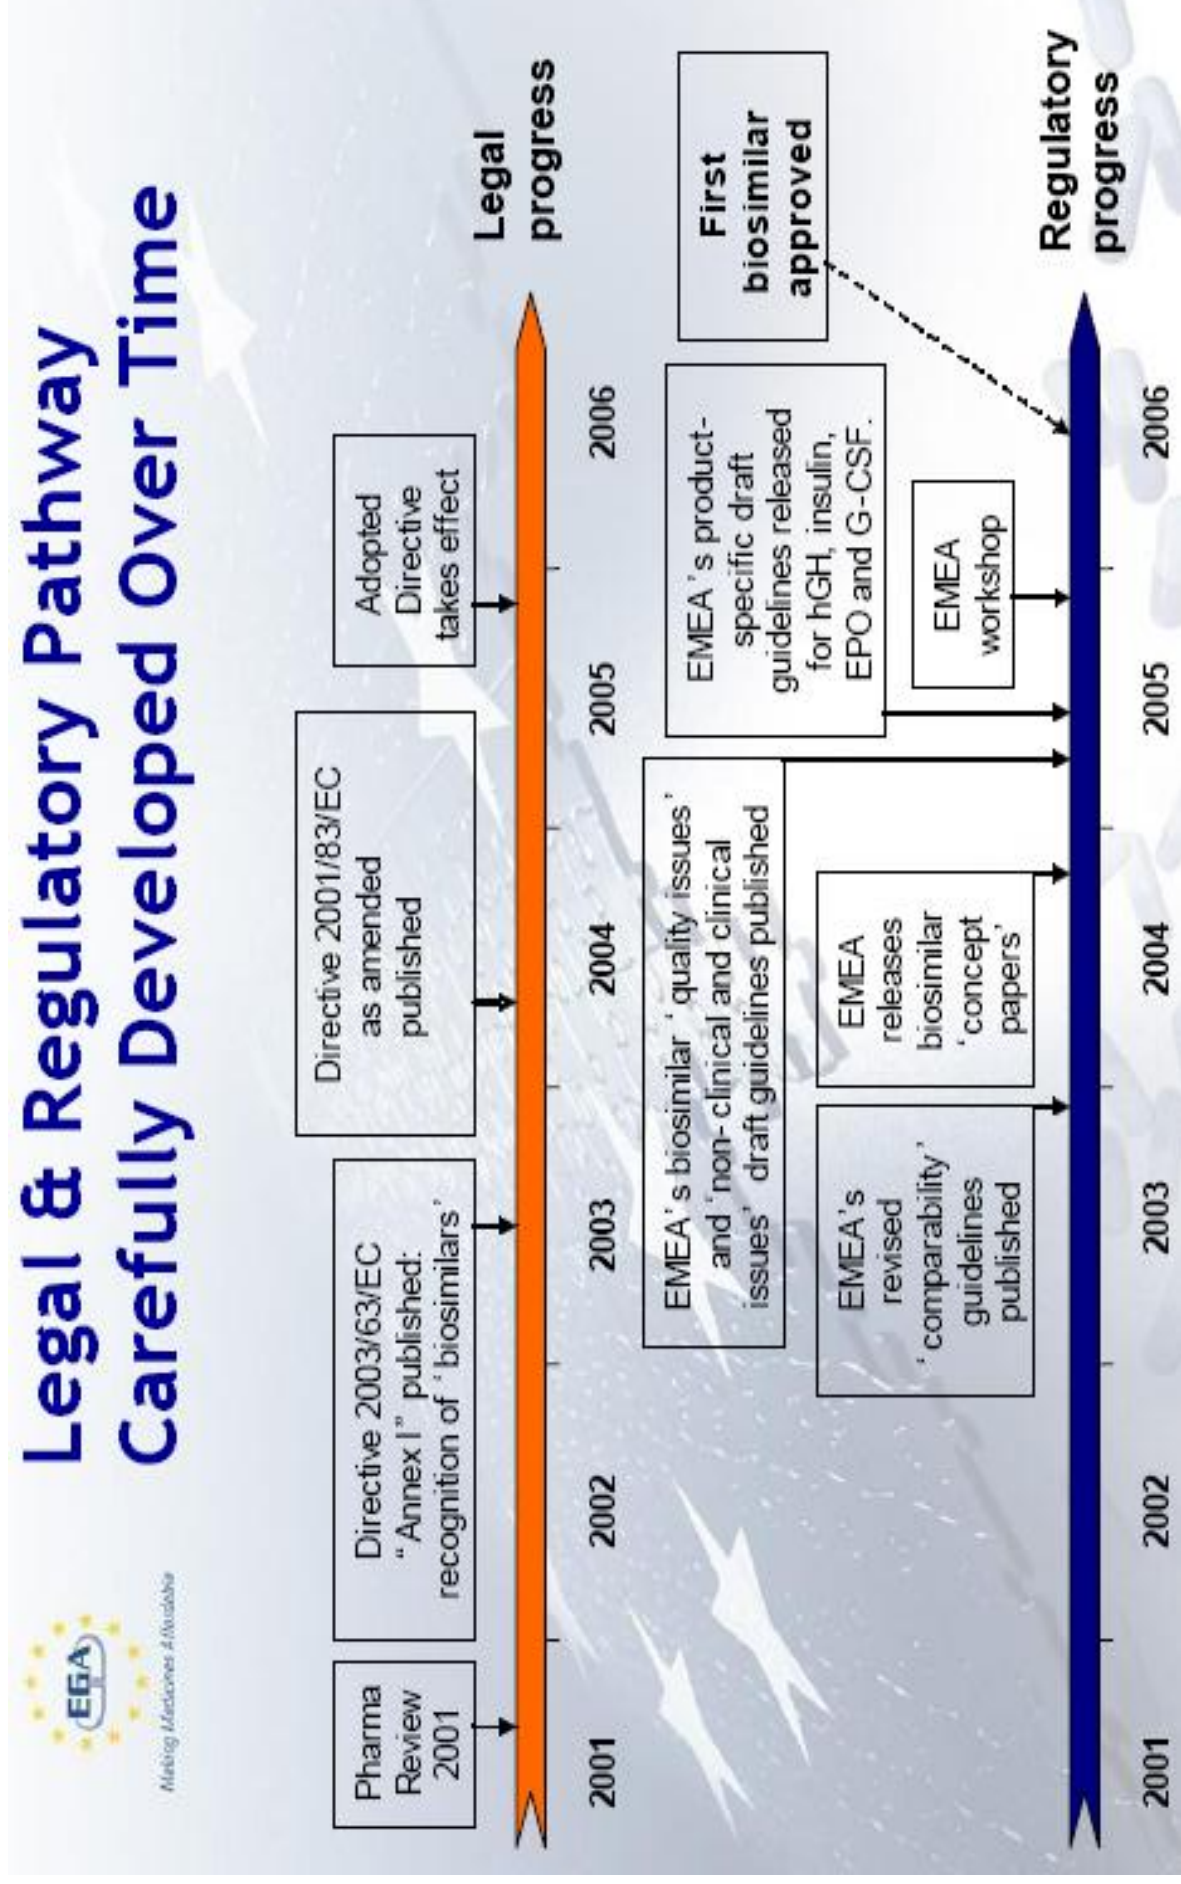 EGA
Making Medicines Affordable
Legal & Regulatory Pathway
Carefully Developed Over Time
Pharma
Review
2001
Directive 2003/63/EC
“Annex I” published:
recognition of ‘biosimilars’
Directive 2001/83/EC
as amended
published
Adopted
Directive
takes effect
Legal
progress
2001
2002
2003
2004
2005
2006
EMEA’s biosimilar ‘quality issues’
and ‘non-clinical and clinical
issues’ draft guidelines published
EMEA’s product-
specific draft
guidelines released
for hGH, insulin,
EPO and G-CSF.
First
biosimilar
approved
EMEA’s
revised
‘comparability’
guidelines
published
EMEA
releases
biosimilar
‘concept
papers’
EMEA
workshop
Regulatory
progress
2001
2002
2003
2004
2005
2006